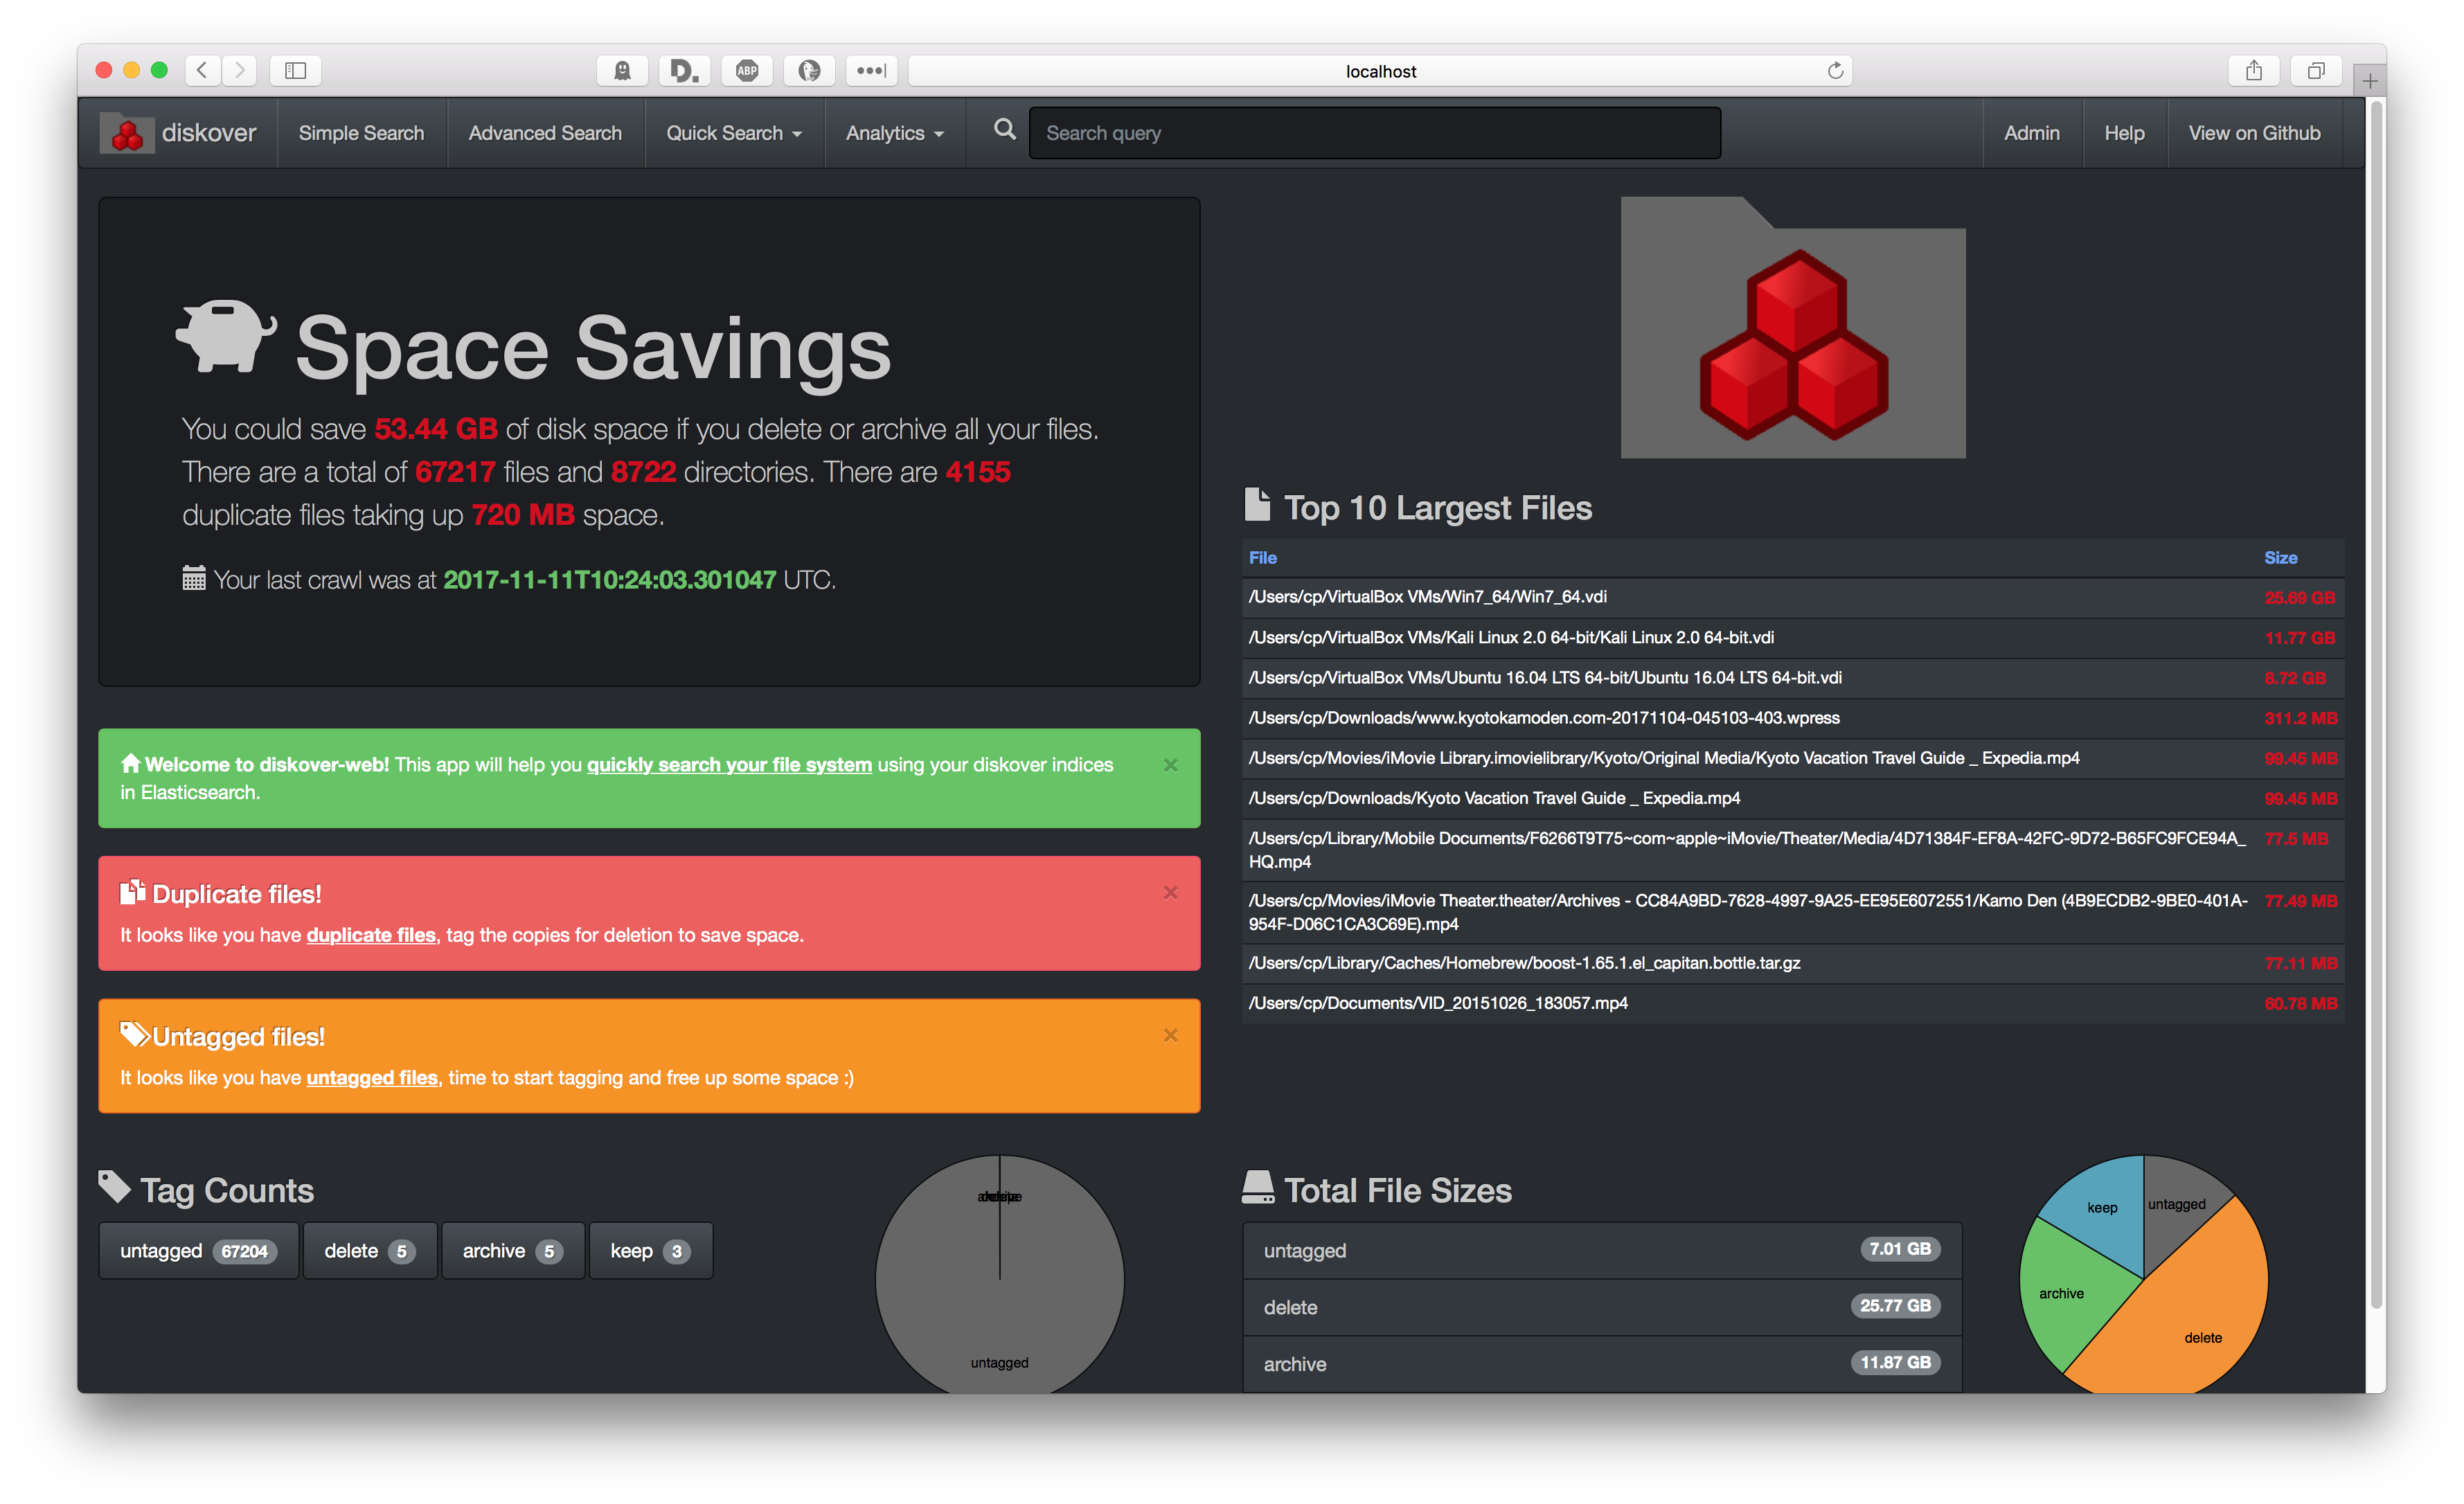 localhost
D.
ABP
diskover
Simple Search
Advanced Search
Quick Search
Analytics
Search query
Admin
Help
View on Github
Space Savings
You could save 53.44 GB of disk space if you delete or archive all your files.
There are a total of 67217 files and 8722 directories. There are 4155
duplicate files taking up 720 MB space.
Your last crawl was at 2017-11-11T10:24:03.301047 UTC.
Welcome to diskover-web! This app will help you quickly search your file system using your diskover indices
in Elasticsearch.
Duplicate files!
It looks like you have duplicate files, tag the copies for deletion to save space.
Untagged files!
It looks like you have untagged files, time to start tagging and free up some space :)
Top 10 Largest Files
File Size
/Users/cp/VirtualBox VMs/Win7_64/Win7_64.vdi 25.69 GB
/Users/cp/VirtualBox VMs/Kali Linux 2.0 64-bit/Kali Linux 2.0 64-bit.vdi 11.77 GB
/Users/cp/VirtualBox VMs/Ubuntu 16.04 LTS 64-bit/Ubuntu 16.04 LTS 64-bit.vdi 8.72 GB
/Users/cp/Downloads/www.kyotokamoden.com-20171104-045103-403.wpress 311.2 MB
/Users/cp/Movies/iMovie Library.imovielibrary/Kyoto/Original Media/Kyoto Vacation Travel Guide _ Expedia.mp4 99.45 MB
/Users/cp/Downloads/Kyoto Vacation Travel Guide _ Expedia.mp4 99.45 MB
/Users/cp/Library/Mobile Documents/F6266T9T75~com~apple~iMovie/Theater/Media/4D71384F-EF8A-42FC-9D72-B65FC9FCE94A_ 77.5 MB
HQ.mp4
/Users/cp/Movies/iMovie Theater.theater/Archives - CC84A9BD-7628-4997-9A25-EE95E6072551/Kamo Den (4B9ECDB2-9BE0-401A- 77.49 MB
954F-D06C1CA3C69E).mp4
/Users/cp/Library/Caches/Homebrew/boost-1.65.1.el_capitan.bottle.tar.gz 77.11 MB
/Users/cp/Documents/VID_20151026_183057.mp4 60.78 MB
Tag Counts
untagged 67204
delete 5
archive 5
keep 3
untagged
Total File Sizes
untagged 7.01 GB
delete 25.77 GB
archive 11.87 GB
keep
untagged
archive
delete